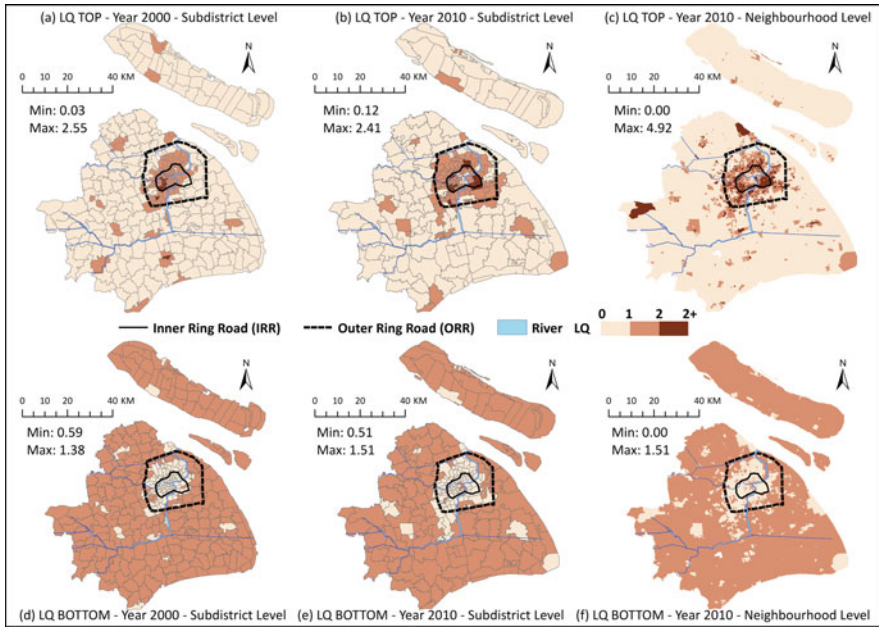 (a) LQ TOP - Year 2000 - Subdistrict Level
(b) LQ TOP - Year 2010 - Subdistrict Level
(c) LQ TOP - Year 2010 - Neighbourhood Level
N
N
N
0 10 20 40 KM
0 10 20 40 KM
0 10 20 40 KM
Min: 0.03
Max: 2.55
Min: 0.12
Max: 2.41
Min: 0.00
Max: 4.92
Inner Ring Road (IRR) Outer Ring Road (ORR) River LQ 0 1 2 2+
N
N
N
0 10 20 40 KM
0 10 20 40 KM
0 10 20 40 KM
Min: 0.59
Max: 1.38
Min: 0.51
Max: 1.51
Min: 0.00
Max: 1.51
(d) LQ BOTTOM - Year 2000 - Subdistrict Level
(e) LQ BOTTOM - Year 2010 - Subdistrict Level
(f) LQ BOTTOM - Year 2010 - Neighbourhood Level